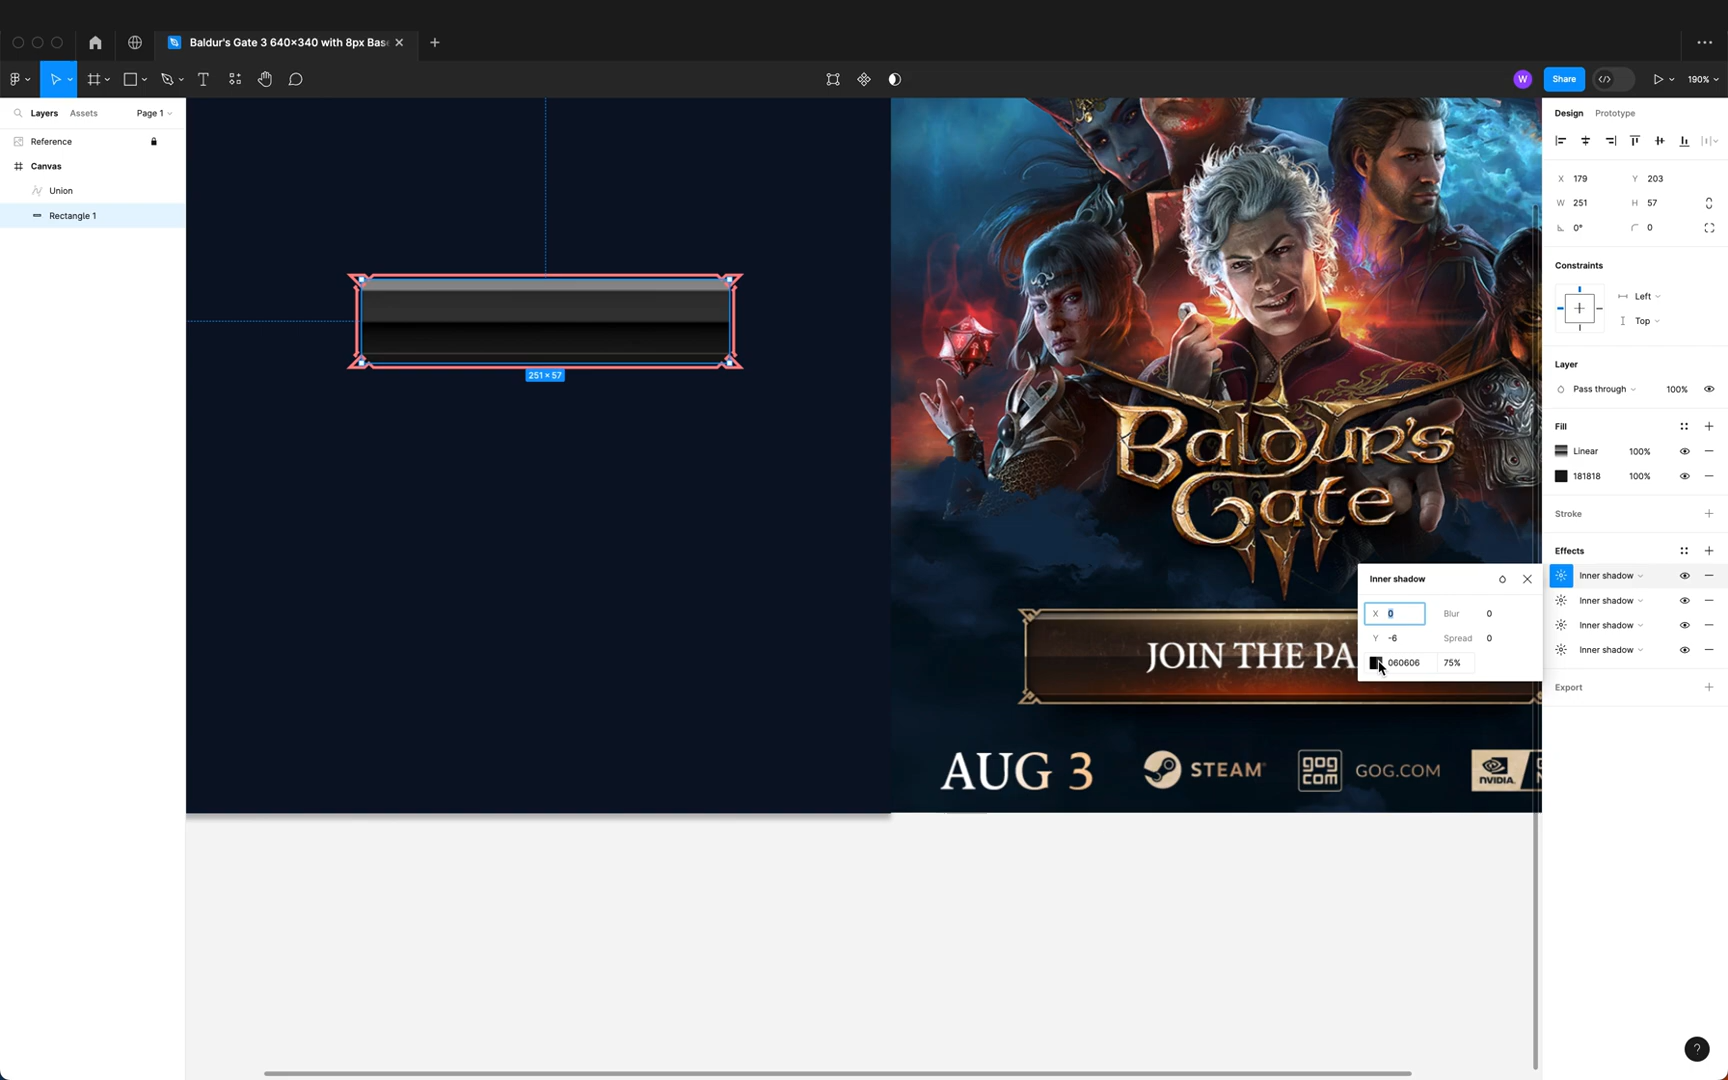 Baldur's Gate 3 640×340 with 8px Bas
Share
190%
W
Layers
Assets
Page 1
Reference
Canvas
Union
Rectangle 1
251 × 57
Baldur's
Gate
JOIN THE PA
AUG 3
STEAM
gog
com
GOG.COM
NVIDIA.
Inner shadow
X 0
Blur 0
Y -6
Spread 0
060606 75%
Design
Prototype
X 179
Y 203
W 251
H 57
0°
0
Constraints
Left
Top
Layer
Pass through 100%
Fill
Linear 100%
181818 100%
Stroke
Effects
Inner shadow
Inner shadow
Inner shadow
Inner shadow
Export
?